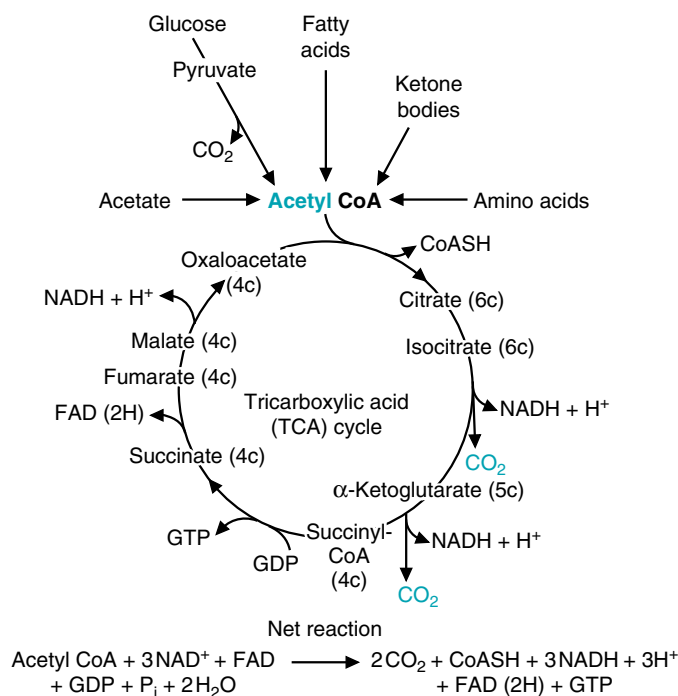 Glucose
Fatty
acids
Pyruvate
Ketone
bodies
CO₂
Acetate
Acetyl CoA
Amino acids
CoASH
Oxaloacetate
(4c)
NADH + H⁺
Citrate (6c)
Malate (4c)
Isocitrate (6c)
Fumarate (4c)
FAD (2H)
Tricarboxylic acid
(TCA) cycle
NADH + H⁺
Succinate (4c)
CO₂
α-Ketoglutarate (5c)
GTP
GDP
Succinyl-
CoA
(4c)
NADH + H⁺
CO₂
Net reaction
Acetyl CoA + 3NAD⁺ + FAD
+ GDP + Pᵢ + 2H₂O
2CO₂ + CoASH + 3NADH + 3H⁺
+ FAD (2H) + GTP